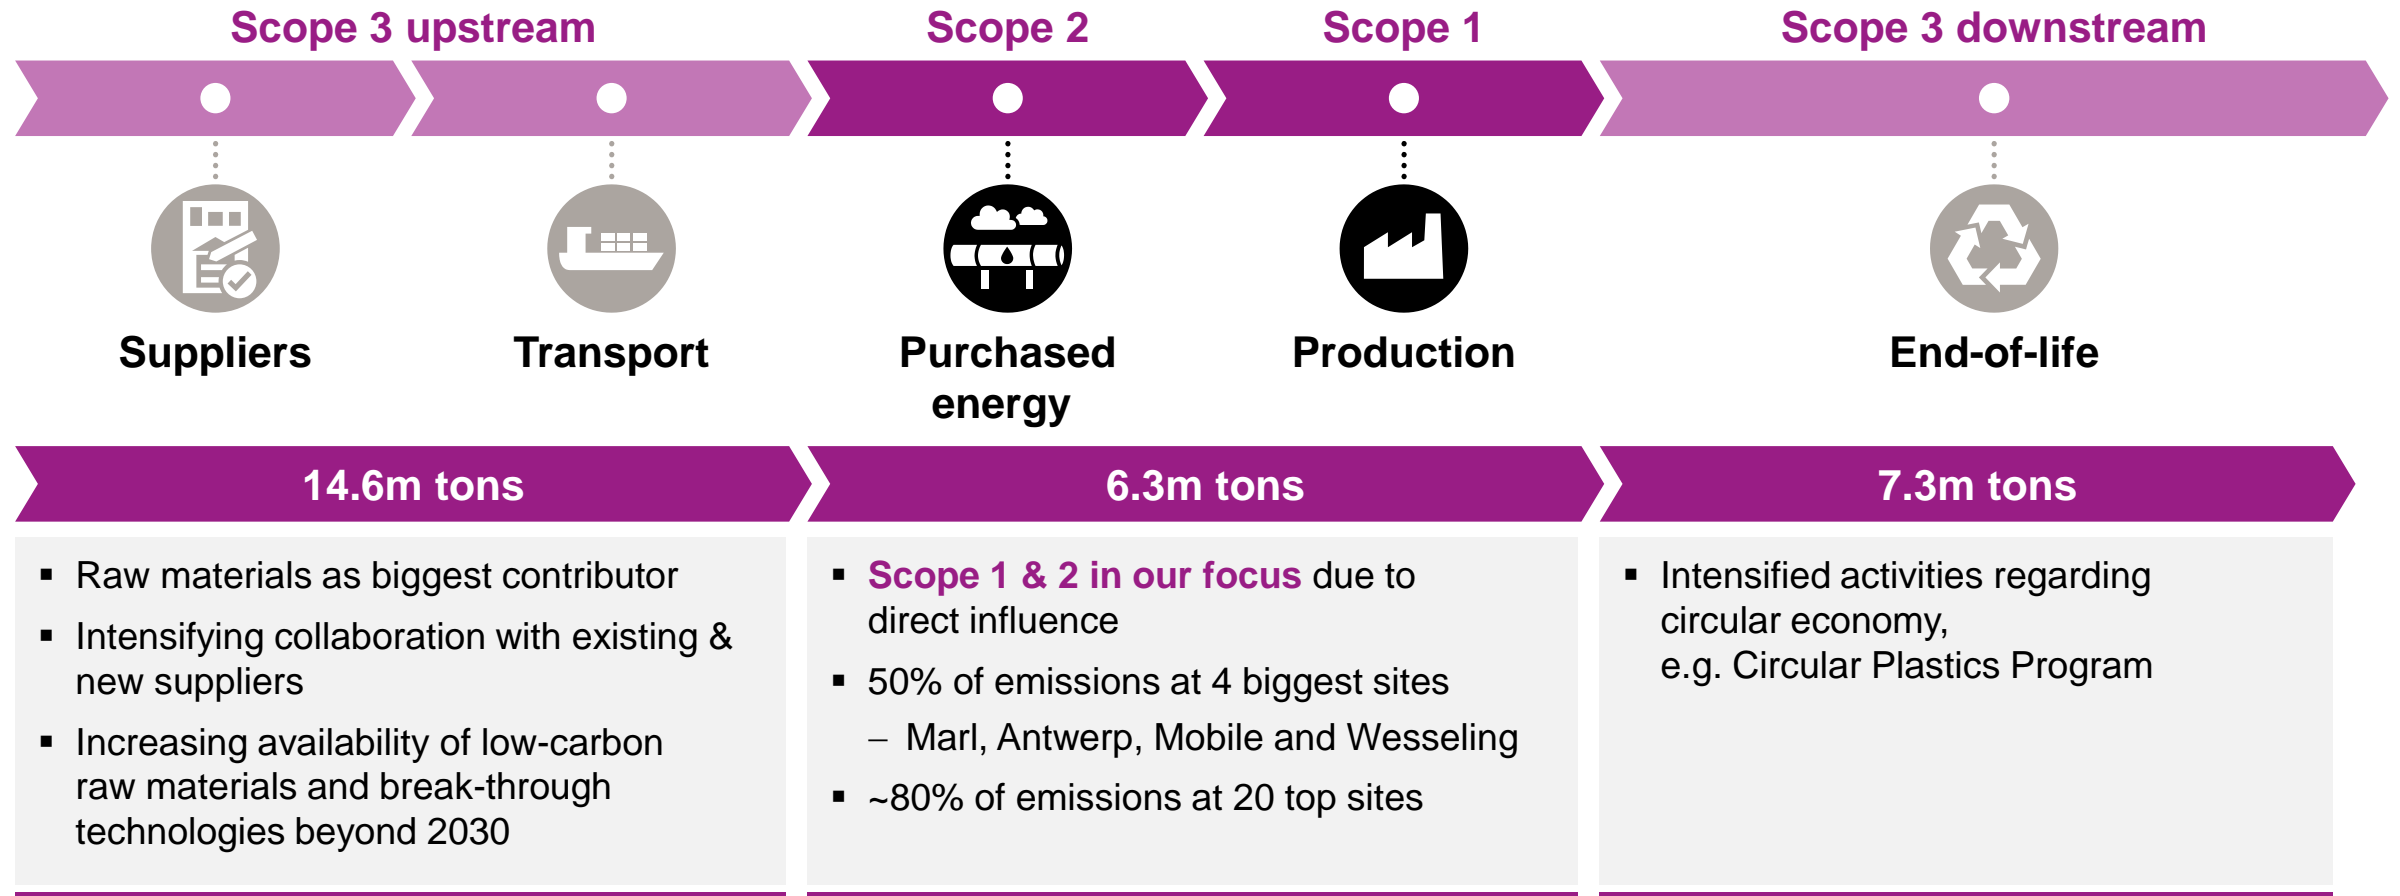 Scope 3 upstream
Scope 2
Scope 1
Scope 3 downstream
Suppliers
Transport
Purchased
energy
Production
End-of-life
14.6m tons
6.3m tons
7.3m tons
▪ Raw materials as biggest contributor
▪ Intensifying collaboration with existing &
new suppliers
▪ Increasing availability of low-carbon
raw materials and break-through
technologies beyond 2030
▪ Scope 1 & 2 in our focus due to
direct influence
▪ 50% of emissions at 4 biggest sites
– Marl, Antwerp, Mobile and Wesseling
▪ ~80% of emissions at 20 top sites
▪ Intensified activities regarding
circular economy,
e.g. Circular Plastics Program